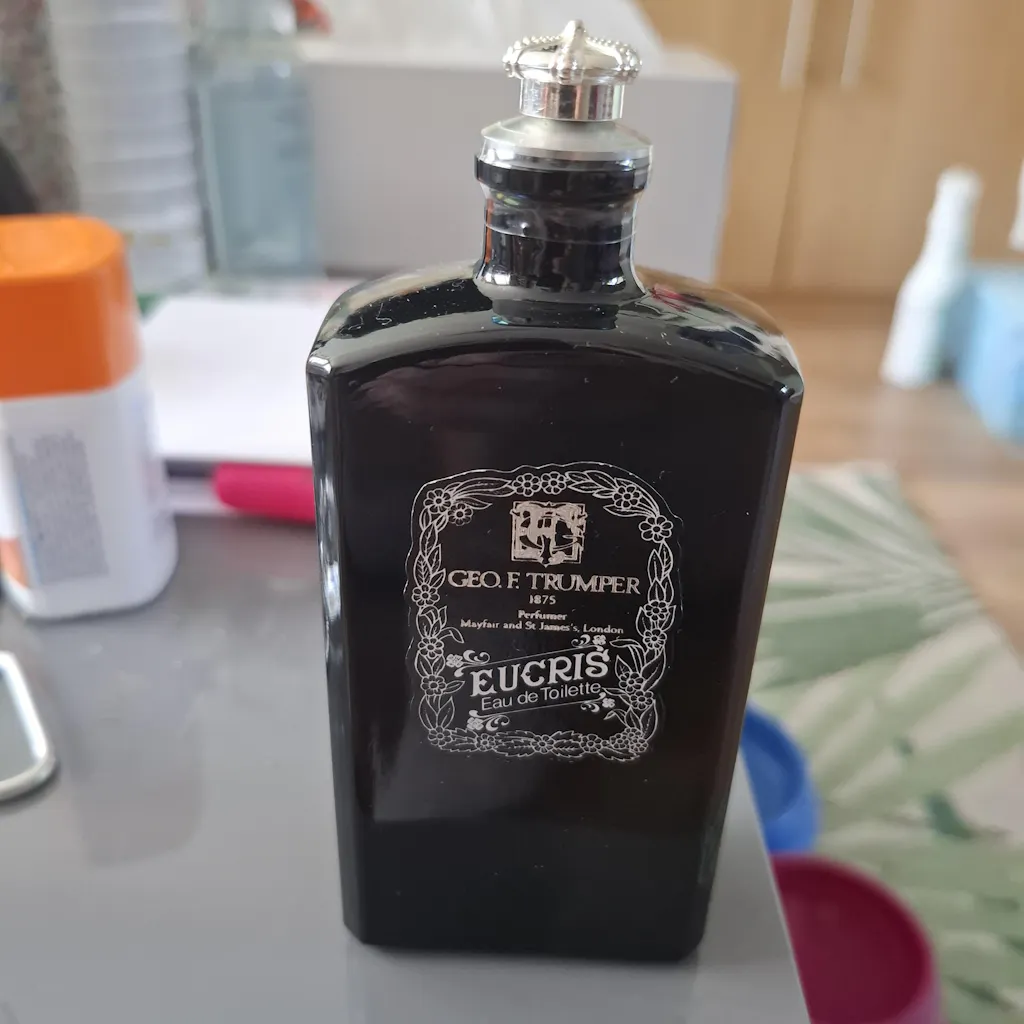 GEO. F. TRUMPER
1875
Perfumer
Mayfair and St James's, London
EUCRIS
Eau de Toilette